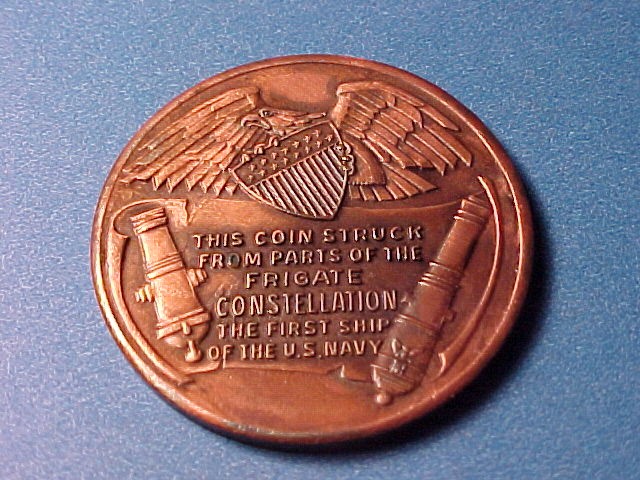 THIS COIN STRUCK
FROM PARTS OF THE
FRIGATE
CONSTELLATION
THE FIRST SHIP
OF THE U.S. NAVY